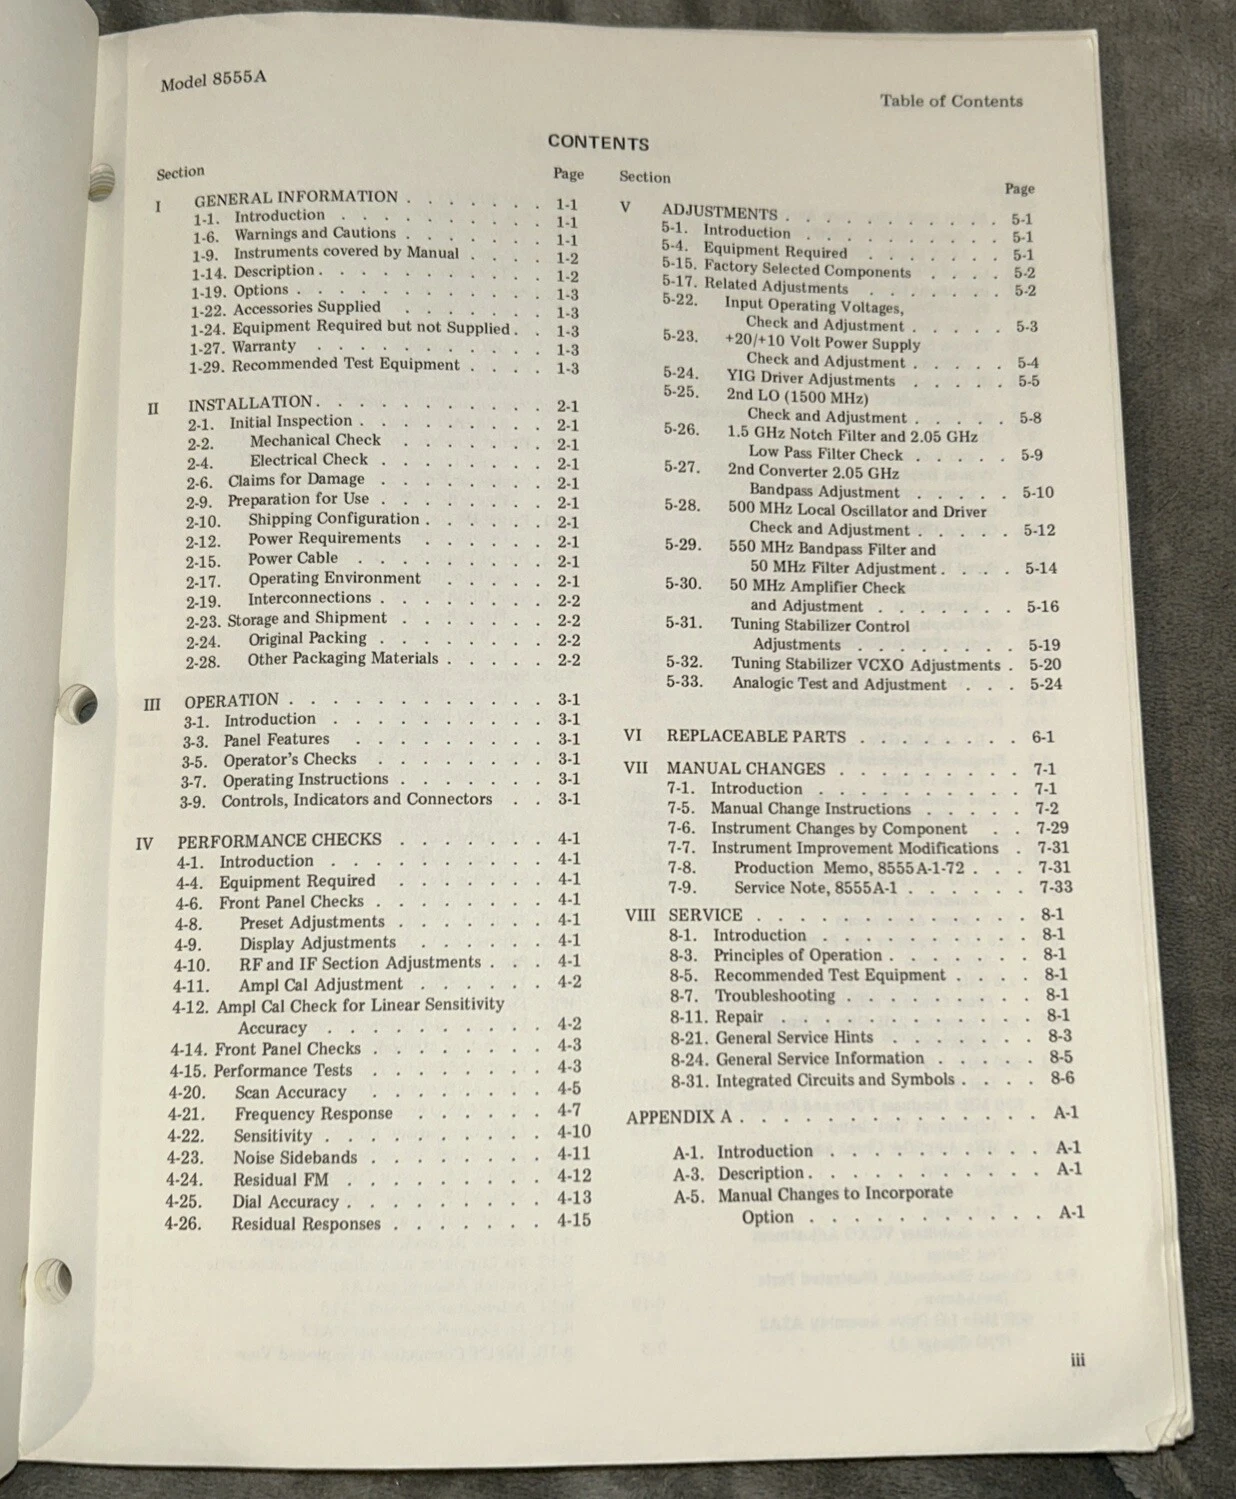 Model 8555A
Table of Contents
CONTENTS
Section Page
I GENERAL INFORMATION . . . . . . . 1-1
1-1. Introduction . . . . . . . . . . 1-1
1-6. Warnings and Cautions . . . . . . . 1-1
1-9. Instruments covered by Manual . . . . 1-2
1-14. Description . . . . . . . . . . . 1-2
1-19. Options . . . . . . . . . . . . 1-3
1-22. Accessories Supplied . . . . . . . 1-3
1-24. Equipment Required but not Supplied . . 1-3
1-27. Warranty . . . . . . . . . . . 1-3
1-29. Recommended Test Equipment . . . . 1-3
II INSTALLATION . . . . . . . . . . . 2-1
2-1. Initial Inspection . . . . . . . . . 2-1
2-2. Mechanical Check . . . . . . . 2-1
2-4. Electrical Check . . . . . . . . 2-1
2-6. Claims for Damage . . . . . . . . 2-1
2-9. Preparation for Use . . . . . . . . 2-1
2-10. Shipping Configuration . . . . . . 2-1
2-12. Power Requirements . . . . . . 2-1
2-15. Power Cable . . . . . . . . . 2-1
2-17. Operating Environment . . . . . 2-1
2-19. Interconnections . . . . . . . . 2-2
2-23. Storage and Shipment . . . . . . . 2-2
2-24. Original Packing . . . . . . . . 2-2
2-28. Other Packaging Materials . . . . . 2-2
III OPERATION . . . . . . . . . . . . 3-1
3-1. Introduction . . . . . . . . . . 3-1
3-3. Panel Features . . . . . . . . . 3-1
3-5. Operator's Checks . . . . . . . . 3-1
3-7. Operating Instructions . . . . . . . 3-1
3-9. Controls, Indicators and Connectors . . 3-1
IV PERFORMANCE CHECKS . . . . . . . 4-1
4-1. Introduction . . . . . . . . . . 4-1
4-4. Equipment Required . . . . . . . 4-1
4-6. Front Panel Checks . . . . . . . . 4-1
4-8. Preset Adjustments . . . . . . . 4-1
4-9. Display Adjustments . . . . . . 4-1
4-10. RF and IF Section Adjustments . . . 4-1
4-11. Ampl Cal Adjustment . . . . . . 4-2
4-12. Ampl Cal Check for Linear Sensitivity
Accuracy . . . . . . . . . . 4-2
4-14. Front Panel Checks . . . . . . . . 4-3
4-15. Performance Tests . . . . . . . . 4-3
4-20. Scan Accuracy . . . . . . . . 4-5
4-21. Frequency Response . . . . . . 4-7
4-22. Sensitivity . . . . . . . . . . 4-10
4-23. Noise Sidebands . . . . . . . . 4-11
4-24. Residual FM . . . . . . . . . 4-12
4-25. Dial Accuracy . . . . . . . . . 4-13
4-26. Residual Responses . . . . . . . 4-15
Section Page
V ADJUSTMENTS . . . . . . . . . . . 5-1
5-1. Introduction . . . . . . . . . . 5-1
5-4. Equipment Required . . . . . . . 5-1
5-15. Factory Selected Components . . . . 5-2
5-17. Related Adjustments . . . . . . . 5-2
5-22. Input Operating Voltages,
Check and Adjustment . . . . . 5-3
5-23. +20/+10 Volt Power Supply
Check and Adjustment . . . . . 5-4
5-24. YIG Driver Adjustments . . . . . 5-5
5-25. 2nd LO (1500 MHz)
Check and Adjustment . . . . . 5-8
5-26. 1.5 GHz Notch Filter and 2.05 GHz
Low Pass Filter Check . . . . . 5-9
5-27. 2nd Converter 2.05 GHz
Bandpass Adjustment . . . . . 5-10
5-28. 500 MHz Local Oscillator and Driver
Check and Adjustment . . . . . 5-12
5-29. 550 MHz Bandpass Filter and
50 MHz Filter Adjustment . . . . 5-14
5-30. 50 MHz Amplifier Check
and Adjustment . . . . . . . 5-16
5-31. Tuning Stabilizer Control
Adjustments . . . . . . . . 5-19
5-32. Tuning Stabilizer VCXO Adjustments . 5-20
5-33. Analogic Test and Adjustment . . . 5-24
VI REPLACEABLE PARTS . . . . . . . . 6-1
VII MANUAL CHANGES . . . . . . . . . 7-1
7-1. Introduction . . . . . . . . . . 7-1
7-5. Manual Change Instructions . . . . . 7-2
7-6. Instrument Changes by Component . . 7-29
7-7. Instrument Improvement Modifications . 7-31
7-8. Production Memo, 8555A-1-72 . . . 7-31
7-9. Service Note, 8555A-1 . . . . . . 7-33
VIII SERVICE . . . . . . . . . . . . . 8-1
8-1. Introduction . . . . . . . . . . 8-1
8-3. Principles of Operation . . . . . . . 8-1
8-5. Recommended Test Equipment . . . . 8-1
8-7. Troubleshooting . . . . . . . . . 8-1
8-11. Repair . . . . . . . . . . . . 8-1
8-21. General Service Hints . . . . . . . 8-3
8-24. General Service Information . . . . . 8-5
8-31. Integrated Circuits and Symbols . . . . 8-6
APPENDIX A . . . . . . . . . . . . . . A-1
A-1. Introduction . . . . . . . . . . A-1
A-3. Description . . . . . . . . . . . A-1
A-5. Manual Changes to Incorporate
Option . . . . . . . . . . . A-1
iii